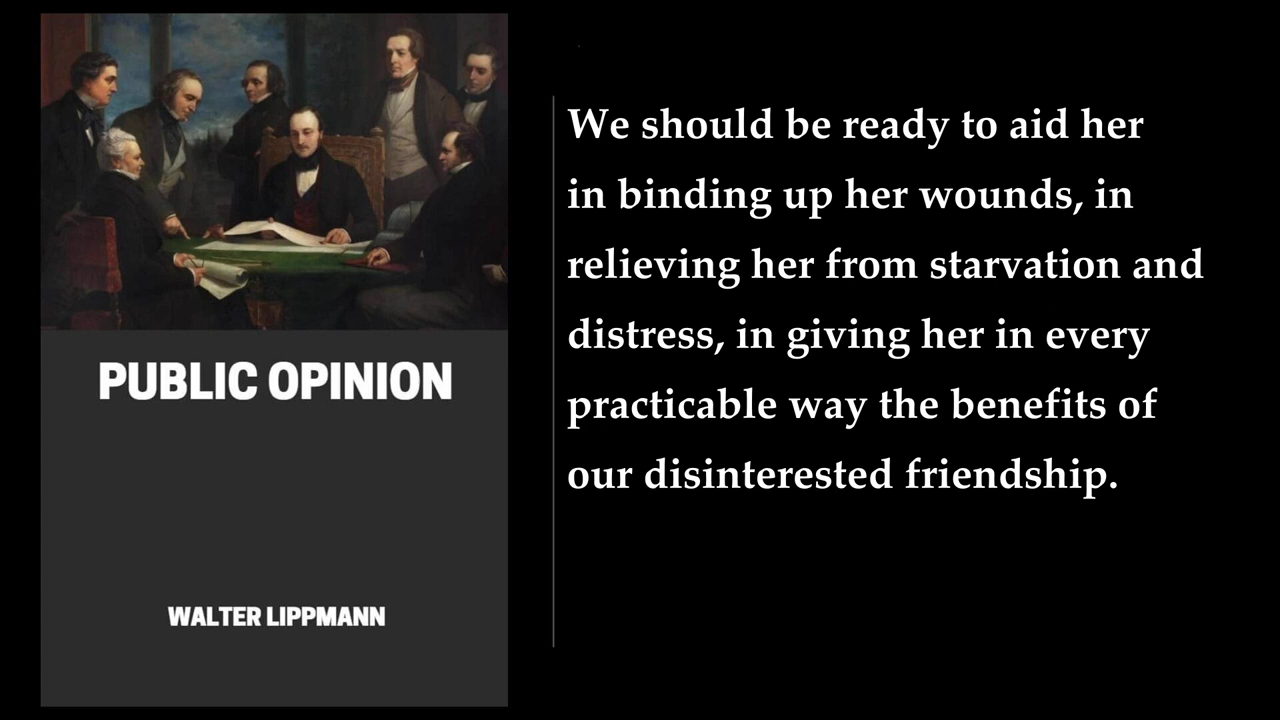 PUBLIC OPINION
WALTER LIPPMANN
We should be ready to aid her
in binding up her wounds, in
relieving her from starvation and
distress, in giving her in every
practicable way the benefits of
our disinterested friendship.